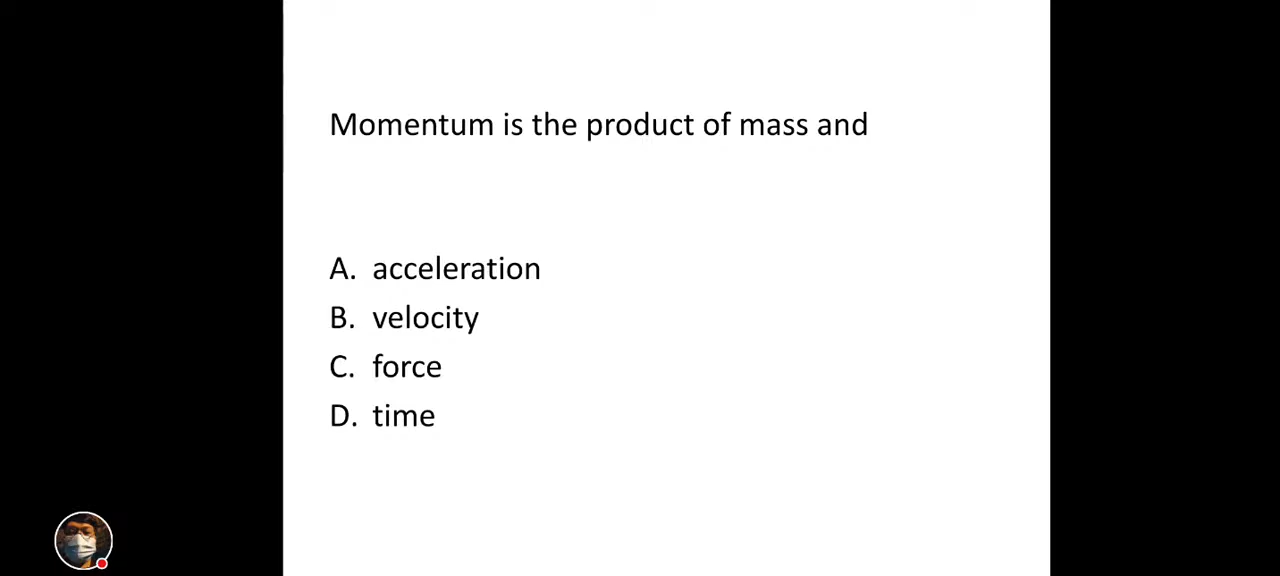 Momentum is the product of mass and
A. acceleration
B. velocity
C. force
D. time